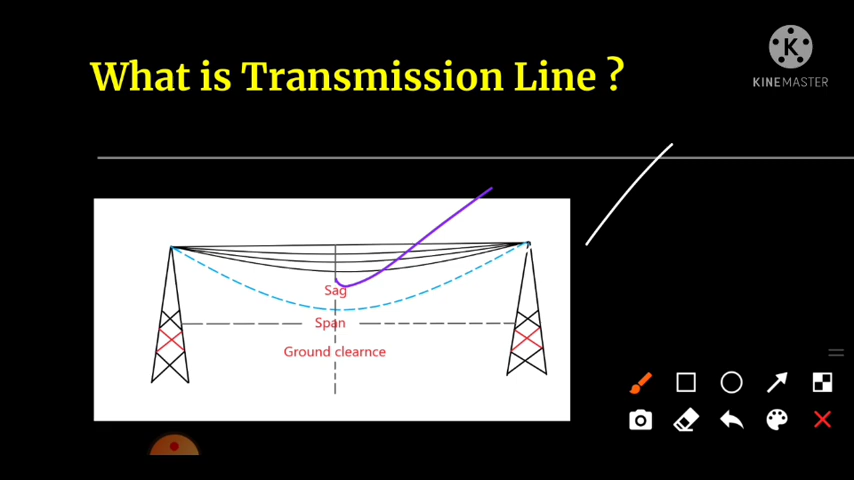 What is Transmission Line ?
K
KINEMASTER
Sag
Span
Ground clearnce